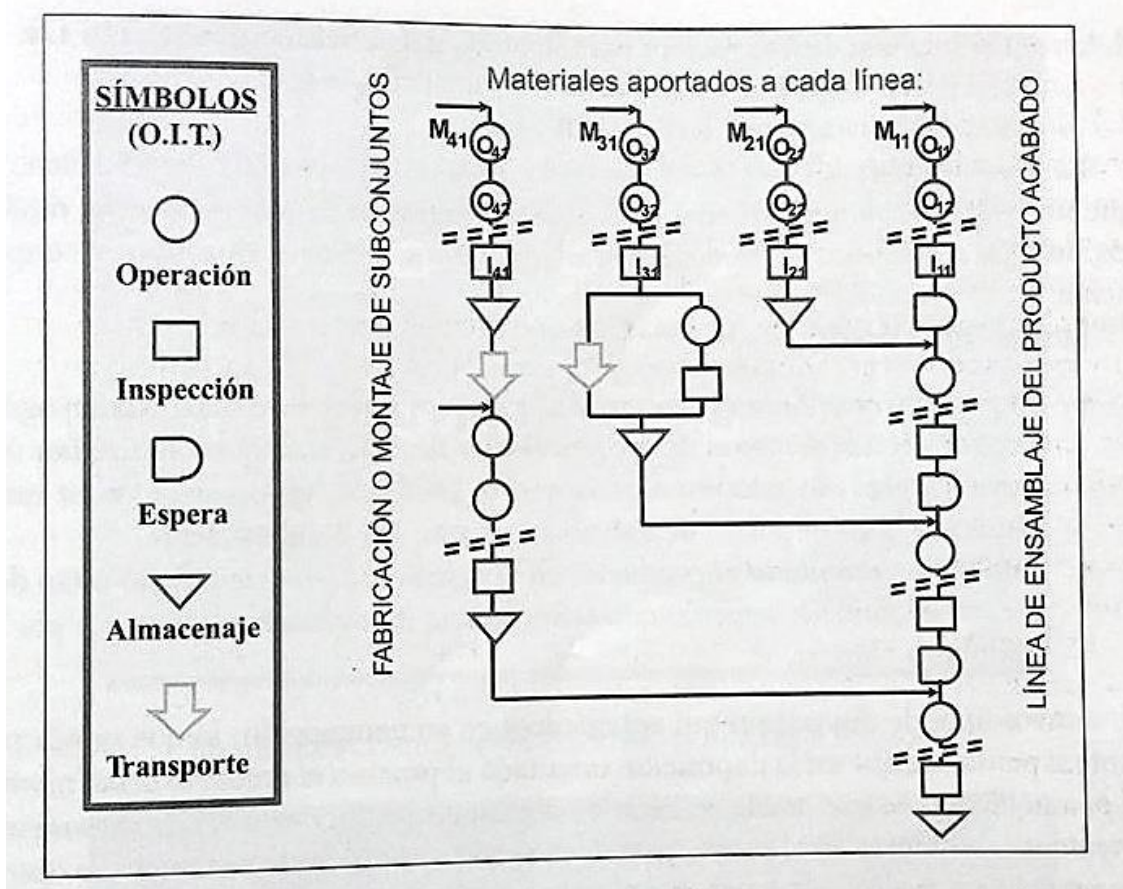 SÍMBOLOS
(O.I.T.)
Operación
Inspección
Espera
Almacenaje
Transporte
FABRICACIÓN O MONTAJE DE SUBCONJUNTOS
Materiales aportados a cada línea:
M41 M31 M21 M11
O41 O31 O21 O11
O42 O32 O22 O12
I41 I31 I21 I11
LÍNEA DE ENSAMBLAJE DEL PRODUCTO ACABADO